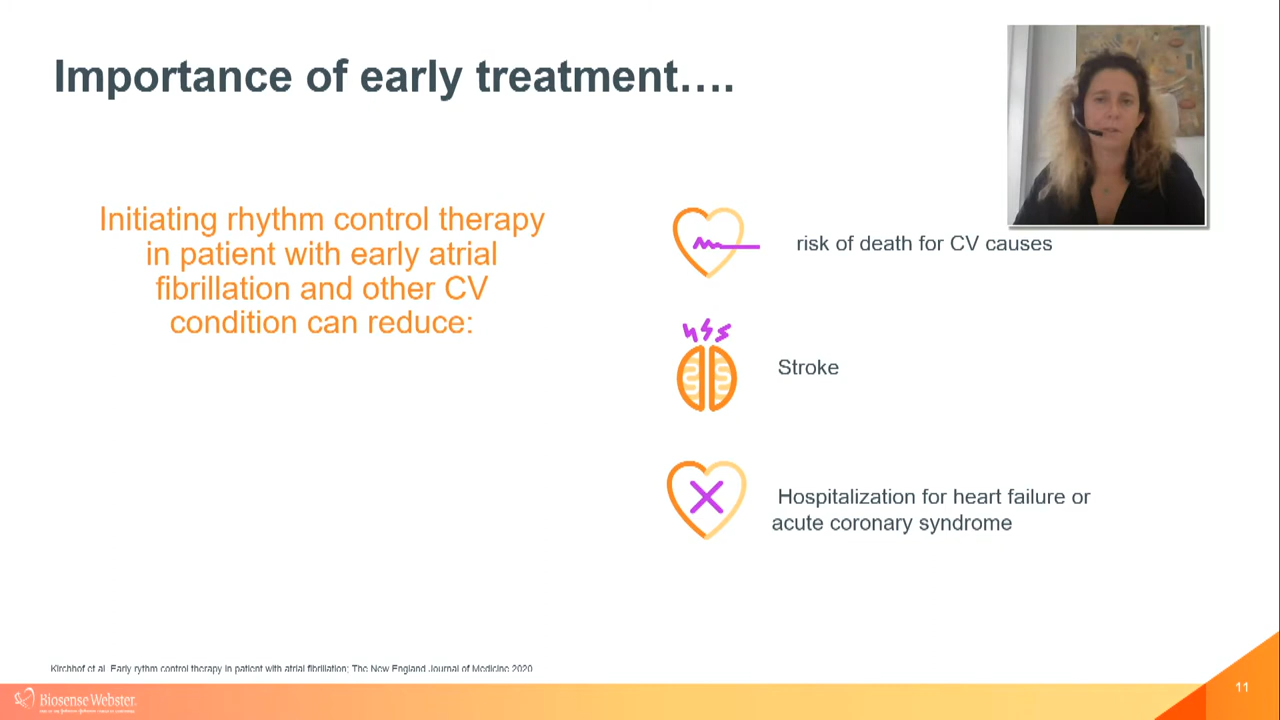 Importance of early treatment….
Initiating rhythm control therapy
in patient with early atrial
fibrillation and other CV
condition can reduce:
risk of death for CV causes
Stroke
Hospitalization for heart failure or
acute coronary syndrome
Kirchhof et al. Early rythm control therapy in patient with atrial fibrillation; The New England Journal of Medicine 2020
Biosense Webster
11